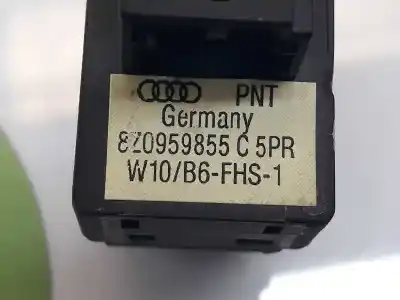 PNT
Germany
8Z0959855 C 5PR
W10/B6-FHS-1